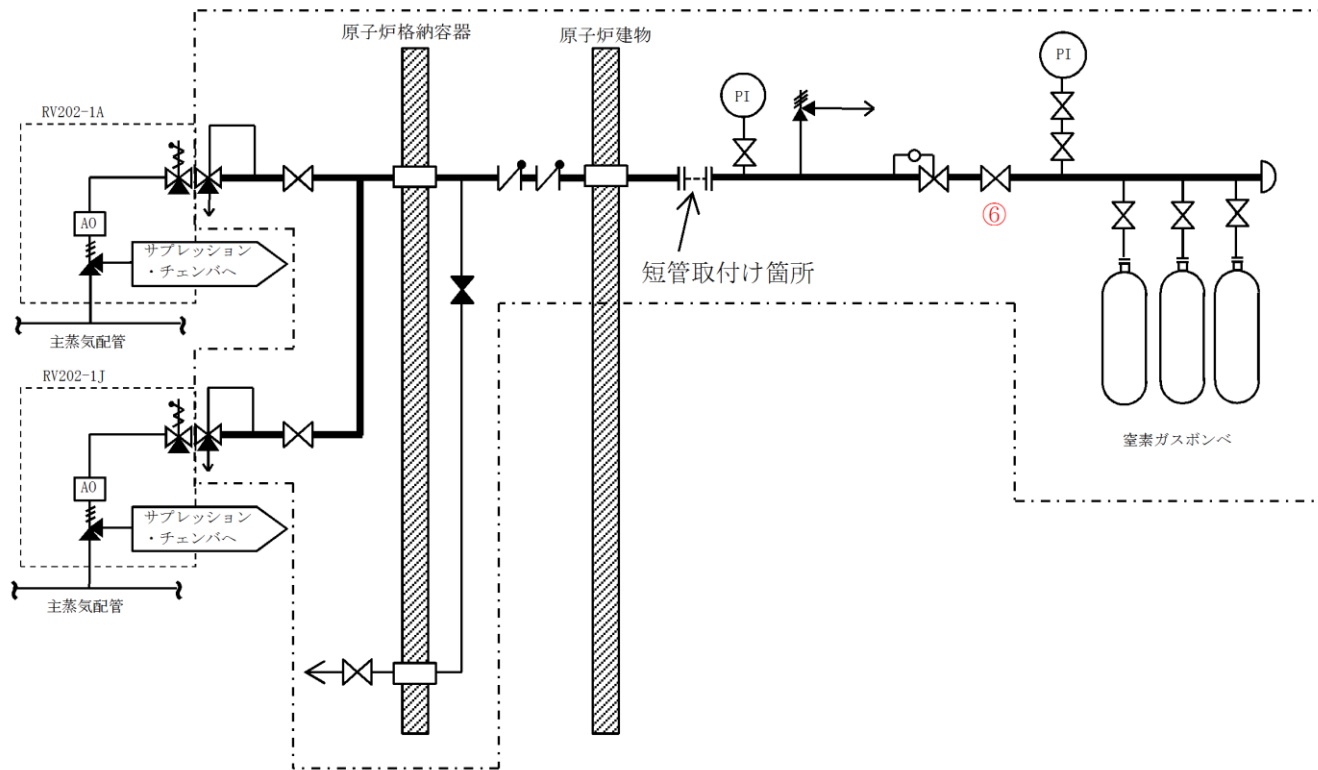 原子炉格納容器
原子炉建物
PI
PI
RV202-1A
AO
サプレッション
・チェンバへ
主蒸気配管
⑥
短管取付け箇所
RV202-1J
AO
サプレッション
・チェンバへ
主蒸気配管
窒素ガスボンベ